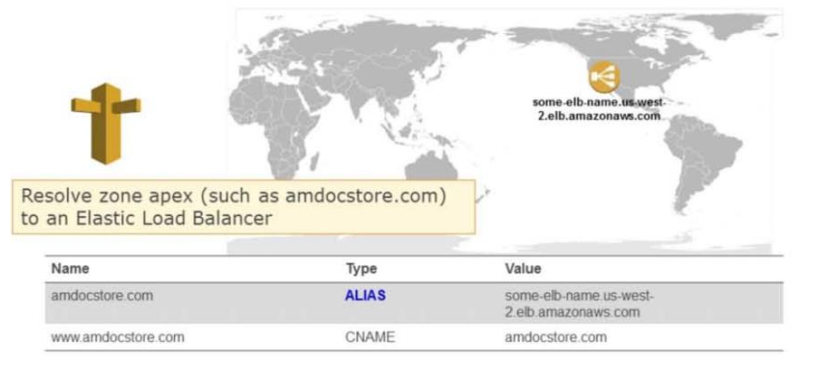 some-elb-name.us-west-
2.elb.amazonaws.com
Resolve zone apex (such as amdocstore.com)
to an Elastic Load Balancer
Name Type Value
amdocstore.com ALIAS some-elb-name.us-west-
2.elb.amazonaws.com
www.amdocstore.com CNAME amdocstore.com